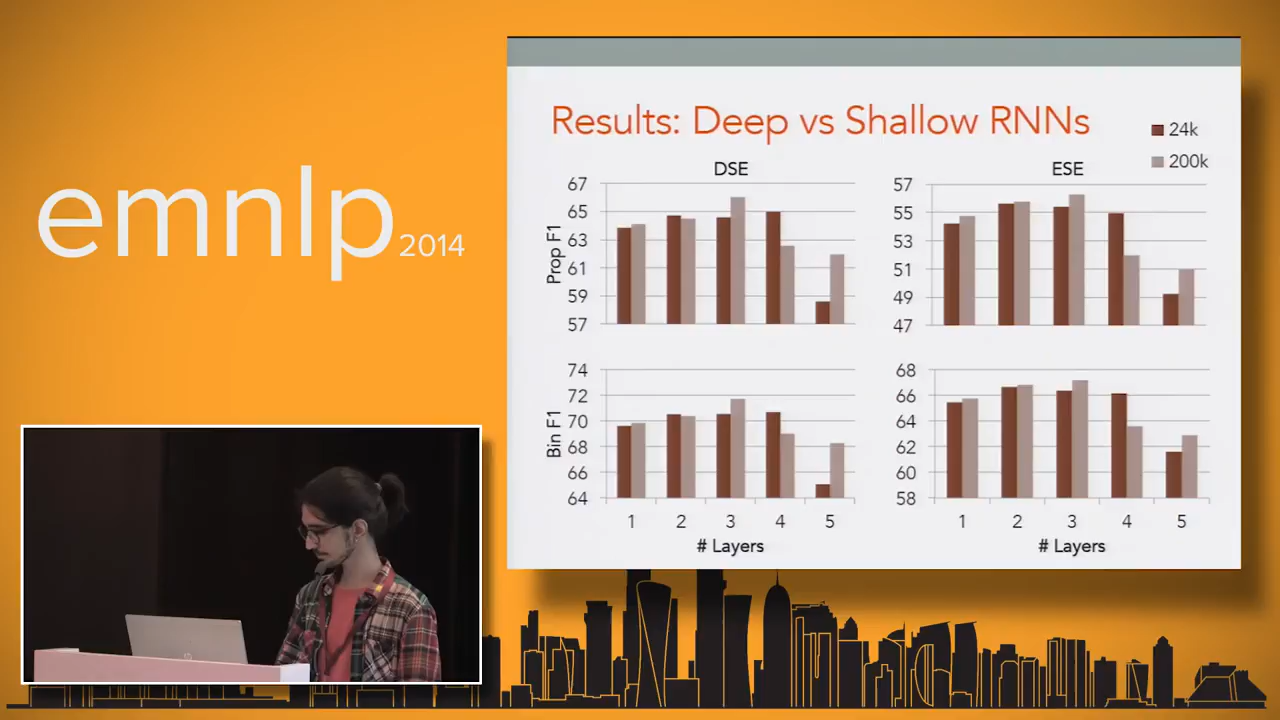 emnlp 2014
Results: Deep vs Shallow RNNs
24k
200k
DSE
ESE
Prop F1
67
65
63
61
59
57
57
55
53
51
49
47
Bin F1
74
72
70
68
66
64
68
66
64
62
60
58
1 2 3 4 5
# Layers
1 2 3 4 5
# Layers